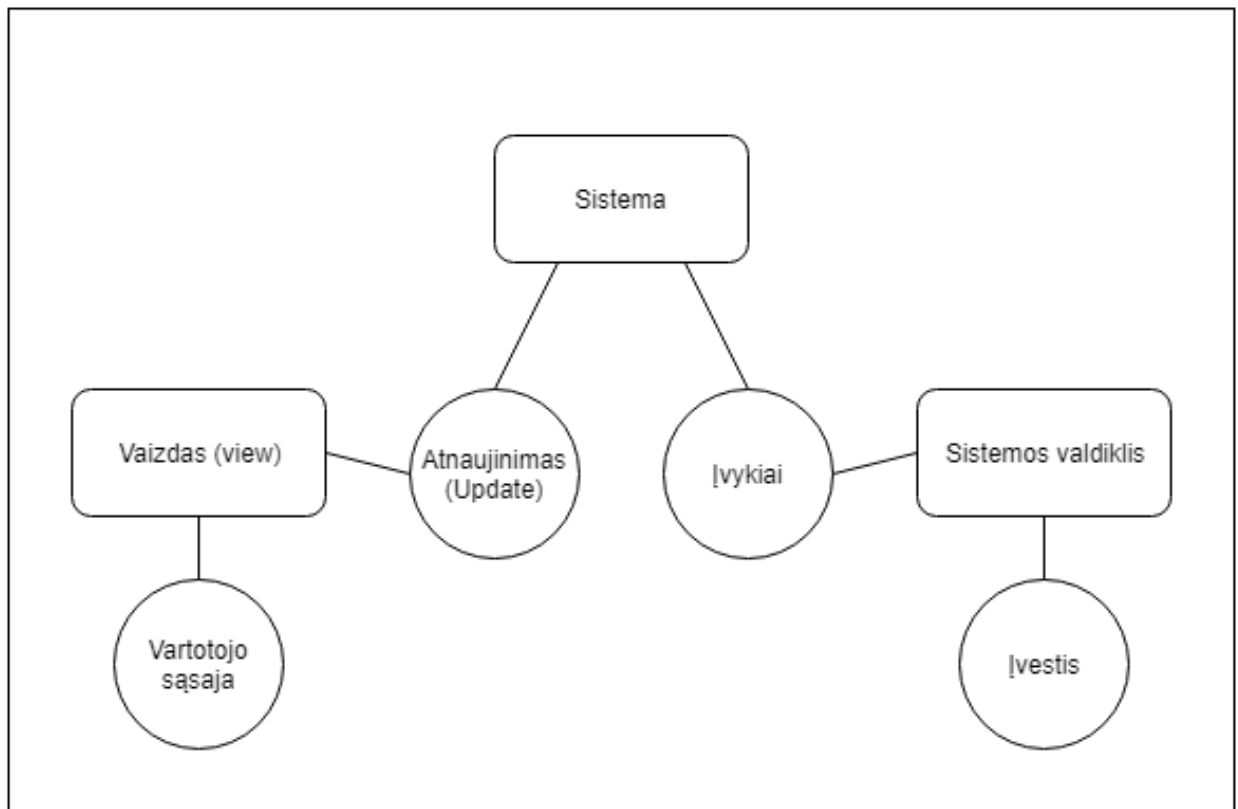 Sistema
Vaizdas (view)
Atnaujinimas
(Update)
Įvykiai
Sistemos valdiklis
Vartotojo
sąsaja
Įvestis